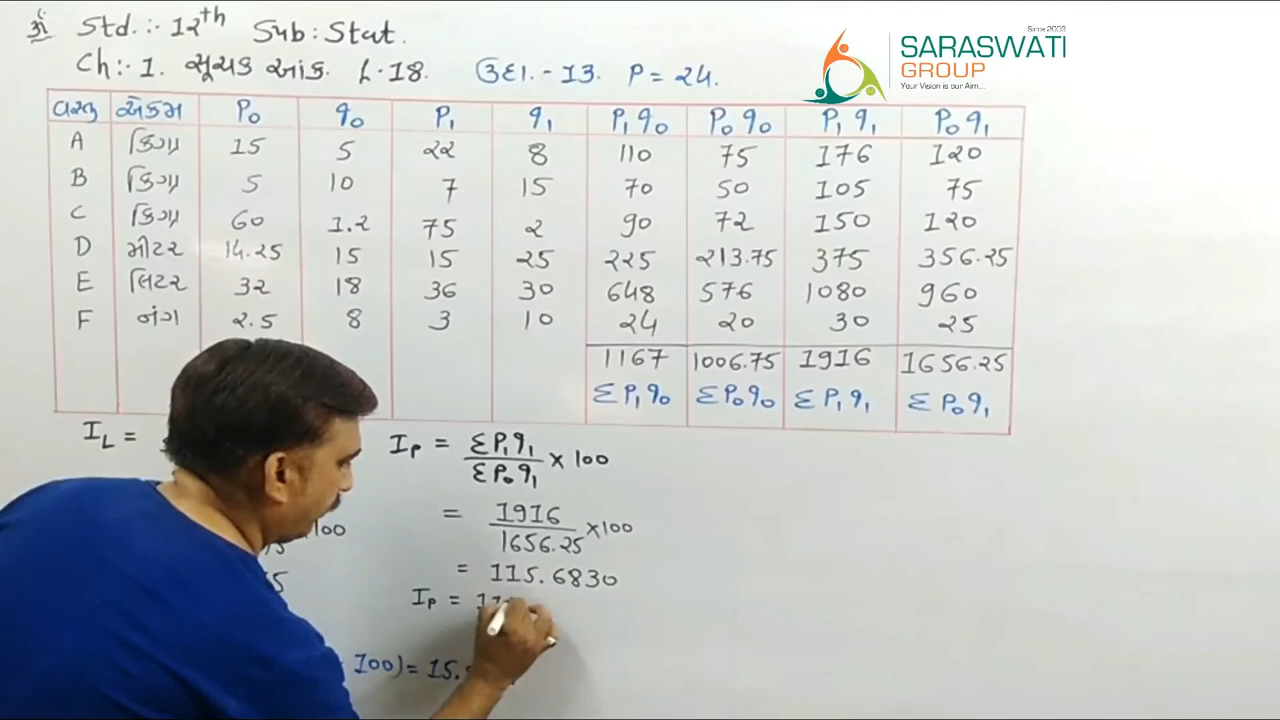 ૐ Std.:- 12th Sub: Stat.
Ch:- 1. સૂચક આંક. L.18. ઉદા.-13. P = 24.
Since 2003
SARASWATI
GROUP
Your Vision is our Aim...
વસ્તુ એકમ P0 q0 P1 q1 P1q0 P0q0 P1q1 P0q1
A કિગ્રા 15 5 22 8 110 75 176 120
B કિગ્રા 5 10 7 15 70 50 105 75
C કિગ્રા 60 1.2 75 2 90 72 150 120
D મીટર 14.25 15 15 25 225 213.75 375 356.25
E લિટર 32 18 36 30 648 576 1080 960
F નંગ 2.5 8 3 10 24 20 30 25
1167 1006.75 1916 1656.25
ΣP1q0 ΣP0q0 ΣP1q1 ΣP0q1
IL =
IP = ΣP1q1 / ΣP0q1 × 100
= 1916 / 1656.25 × 100
= 115.6830
IP =
100) = 15.